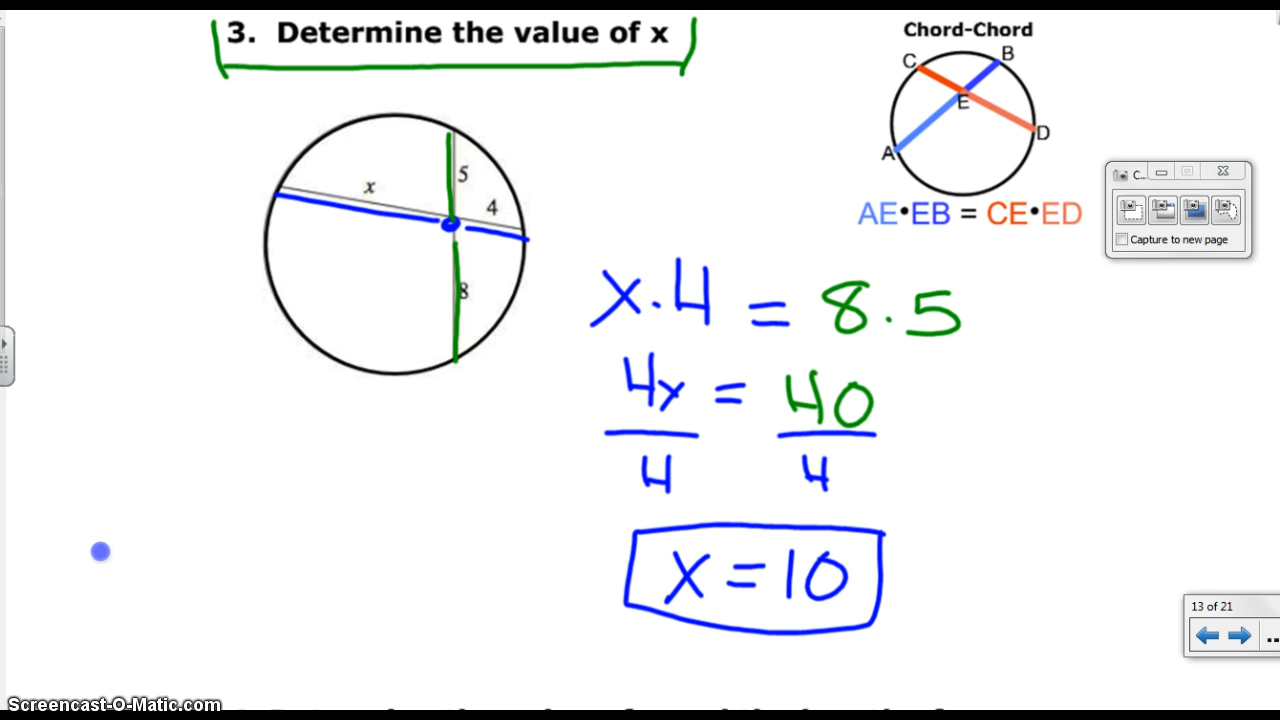 3. Determine the value of x
Chord-Chord
C
B
E
A
D
AE•EB = CE•ED
x
5
4
8
x·4 = 8·5
4x = 40
4 4
x = 10
C..
Capture to new page
13 of 21
Screencast-O-Matic.com